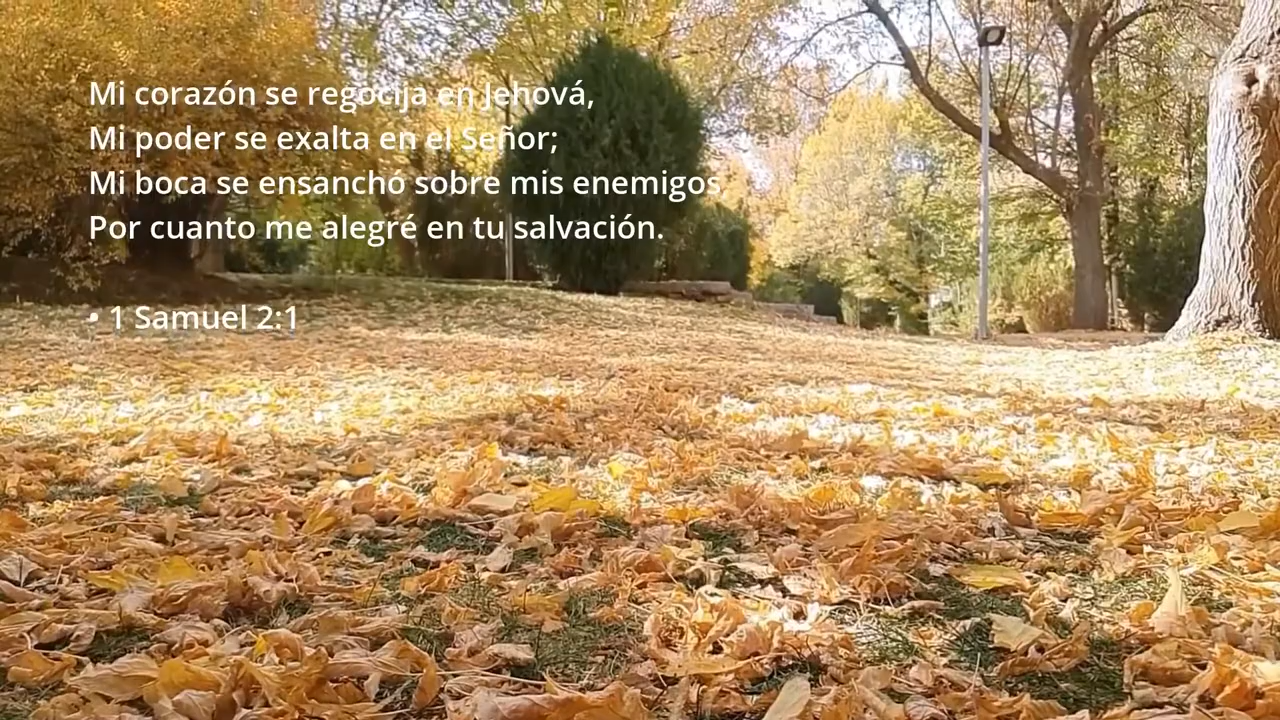 Mi corazón se regocija en Jehová,
Mi poder se exalta en el Señor;
Mi boca se ensanchó sobre mis enemigos,
Por cuanto me alegré en tu salvación.
• 1 Samuel 2:1